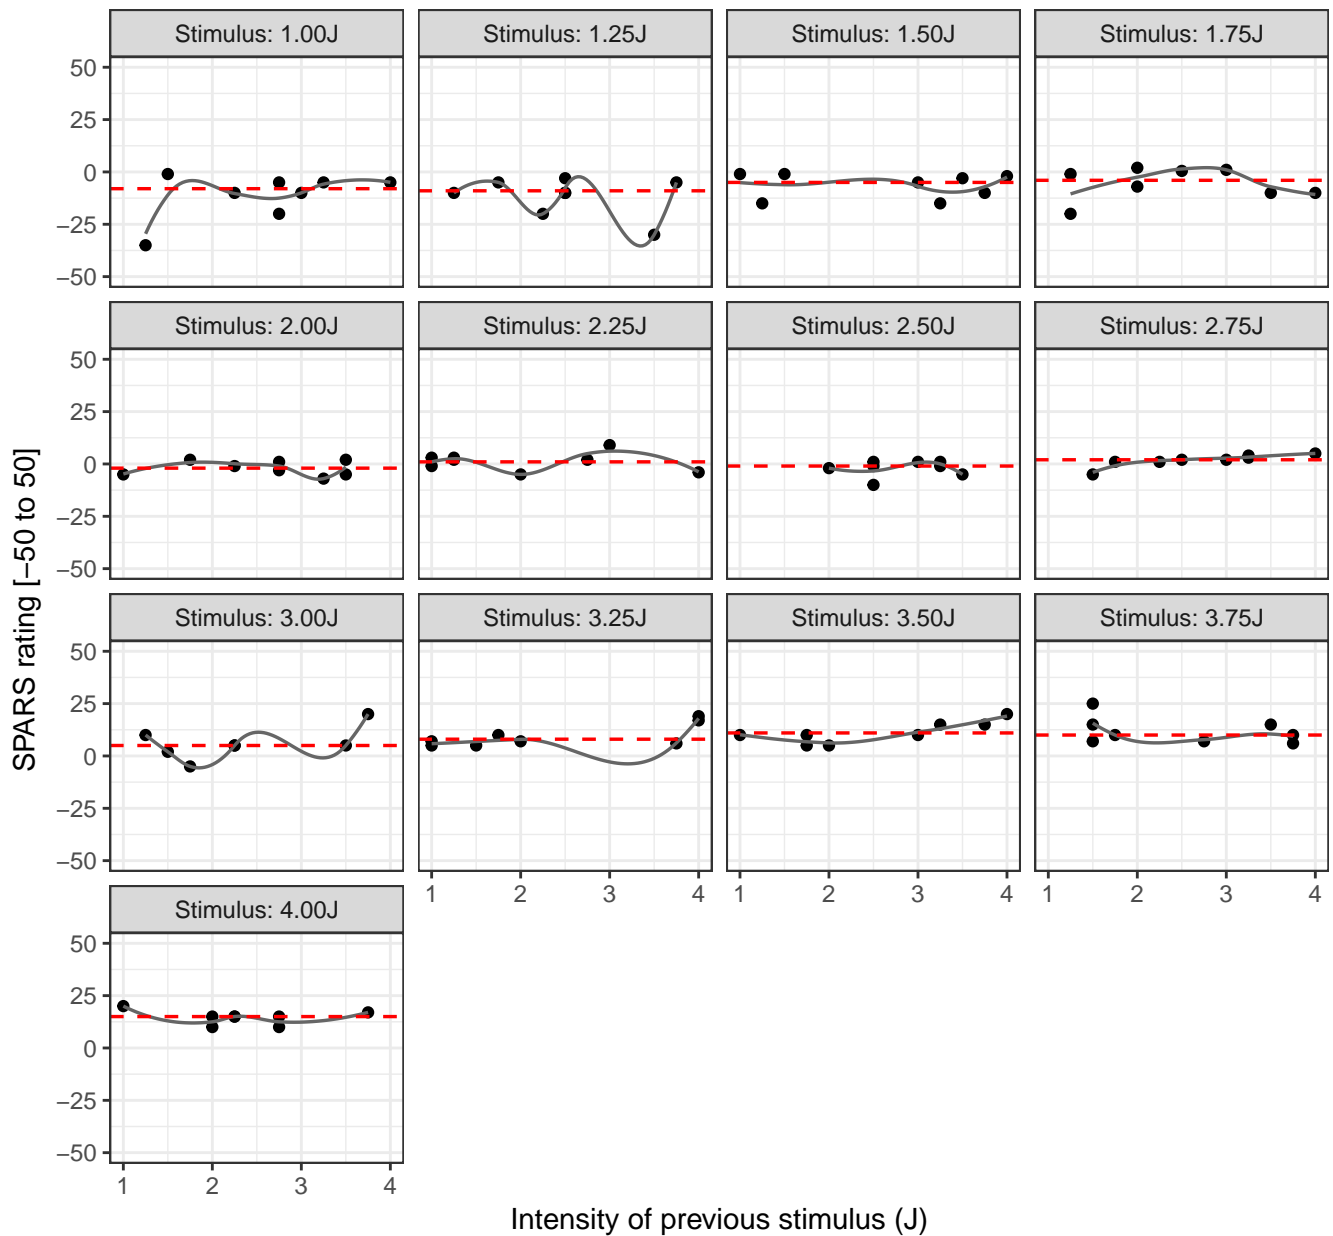 Stimulus: 1.00J Stimulus: 1.25J Stimulus: 1.50J Stimulus: 1.75J
50
25
0
−25
−50
Stimulus: 2.00J Stimulus: 2.25J Stimulus: 2.50J Stimulus: 2.75J
50
25
0
−25
−50
SPARS rating [−50 to 50]
Stimulus: 3.00J Stimulus: 3.25J Stimulus: 3.50J Stimulus: 3.75J
50
25
0
−25
−50
1 2 3 4 1 2 3 4 1 2 3 4
Stimulus: 4.00J
50
25
0
−25
−50
1 2 3 4
Intensity of previous stimulus (J)